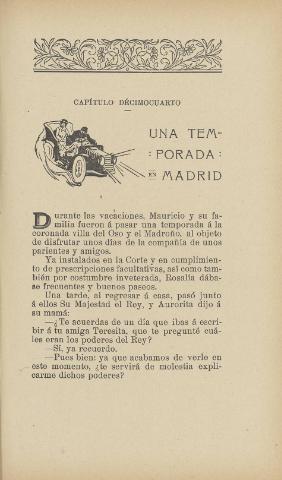 CAPÍTULO DÉCIMOCUARTO
UNA TEM-
: PORADA :
EN MADRID
Durante las vacaciones, Mauricio y su fa-
milia fueron á pasar una temporada á la
coronada villa del Oso y el Madroño, al objeto
de disfrutar unos días de la compañía de unos
parientes y amigos.
Ya instalados en la Corte y en cumplimien-
to de prescripciones facultativas, así como tam-
bién por costumbre inveterada, Rosalía dába-
se frecuentes y buenos paseos.
Una tarde, al regresar á casa, pasó junto
á ellos Su Majestad el Rey, y Aurorita dijo á
su mamá:
—¿Te acuerdas de un día que ibas á escri-
bir á tu amiga Teresita, que te pregunté cuá-
les eran los poderes del Rey?
—Sí, ya recuerdo.
—Pues bien: ya que acabamos de verle en
este momento, ¿te servirá de molestia expli-
carme dichos poderes?